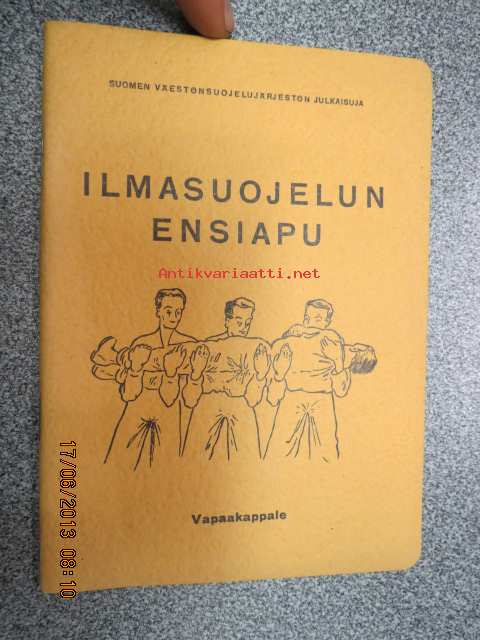 SUOMEN VÄESTÖNSUOJELUJÄRJESTÖN JULKAISUJA
ILMASUOJELUN
ENSIAPU
Antikvariaatti.net
Vapaakappale
17/06/2013 08:10